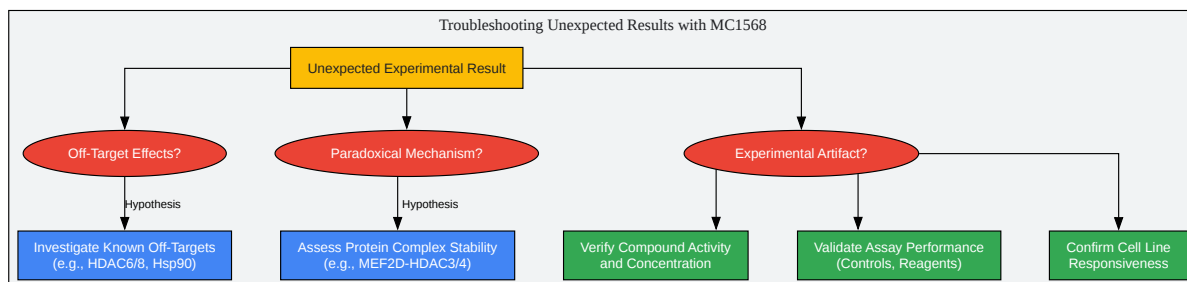 Troubleshooting Unexpected Results with MC1568
Unexpected Experimental Result
Off-Target Effects?
Paradoxical Mechanism?
Experimental Artifact?
Hypothesis
Hypothesis
Investigate Known Off-Targets
(e.g., HDAC6/8, Hsp90)
Assess Protein Complex Stability
(e.g., MEF2D-HDAC3/4)
Verify Compound Activity
and Concentration
Validate Assay Performance
(Controls, Reagents)
Confirm Cell Line
Responsiveness